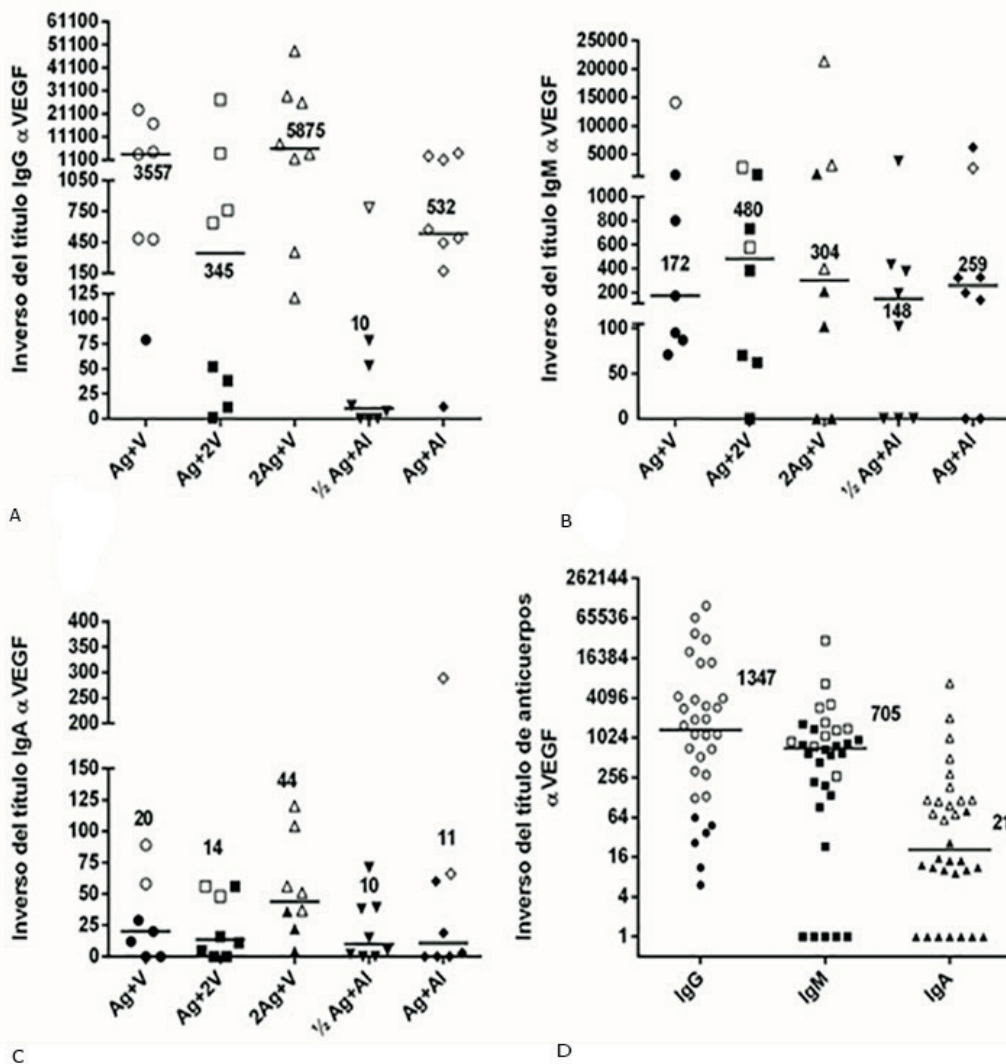 Inverso del título IgG αVEGF
61100
51100
41100
31100
21100
11100
1100
1050
750
450
150
125
100
75
50
25
0
3557
345
5875
10
532
Ag+V
Ag+2V
2Ag+V
½ Ag+Al
Ag+Al
A
Inverso del título IgM αVEGF
25000
20000
15000
10000
5000
1000
800
600
400
200
100
50
0
172
480
304
148
259
Ag+V
Ag+2V
2Ag+V
½ Ag+Al
Ag+Al
B
Inverso del título IgA αVEGF
400
350
300
250
200
150
125
100
75
50
25
0
20
14
44
10
11
Ag+V
Ag+2V
2Ag+V
½ Ag+Al
Ag+Al
C
Inverso del título de anticuerpos
αVEGF
262144
65536
16384
4096
1024
256
64
16
4
1
1347
705
21
IgG
IgM
IgA
D